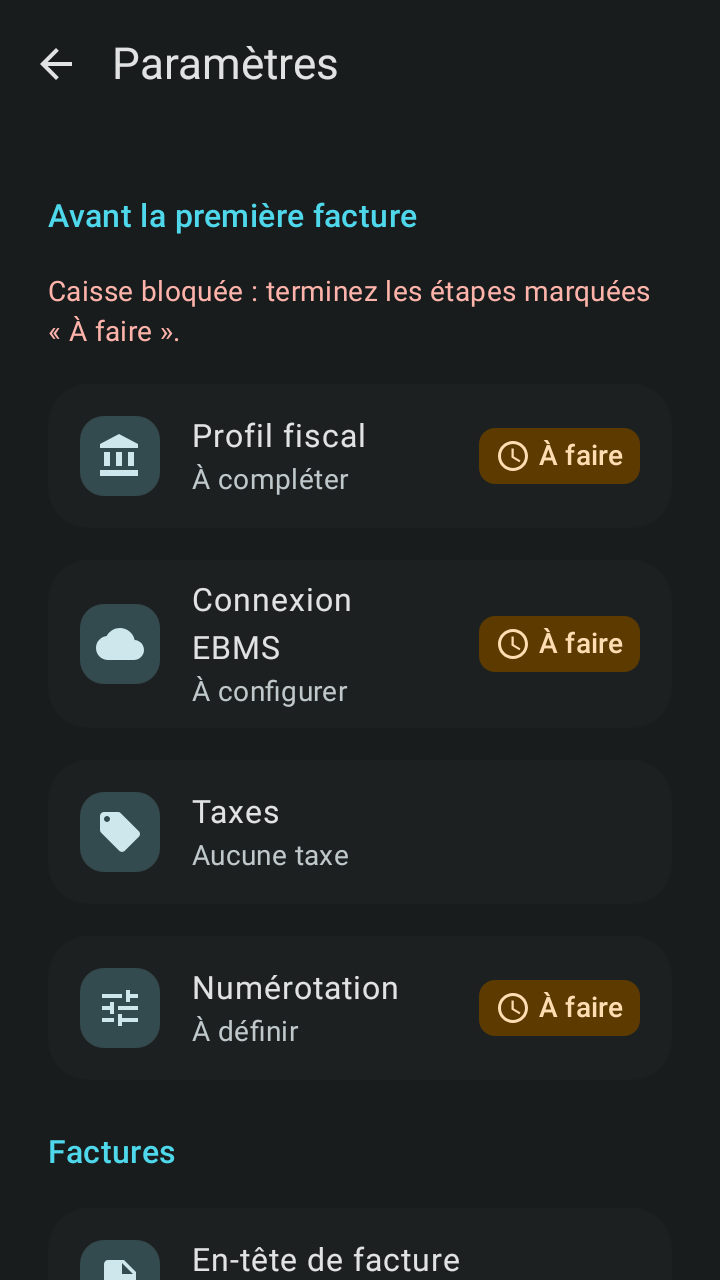 Paramètres
Avant la première facture
Caisse bloquée : terminez les étapes marquées
« À faire ».
Profil fiscal
À compléter
À faire
Connexion
EBMS
À configurer
À faire
Taxes
Aucune taxe
Numérotation
À définir
À faire
Factures
En-tête de facture